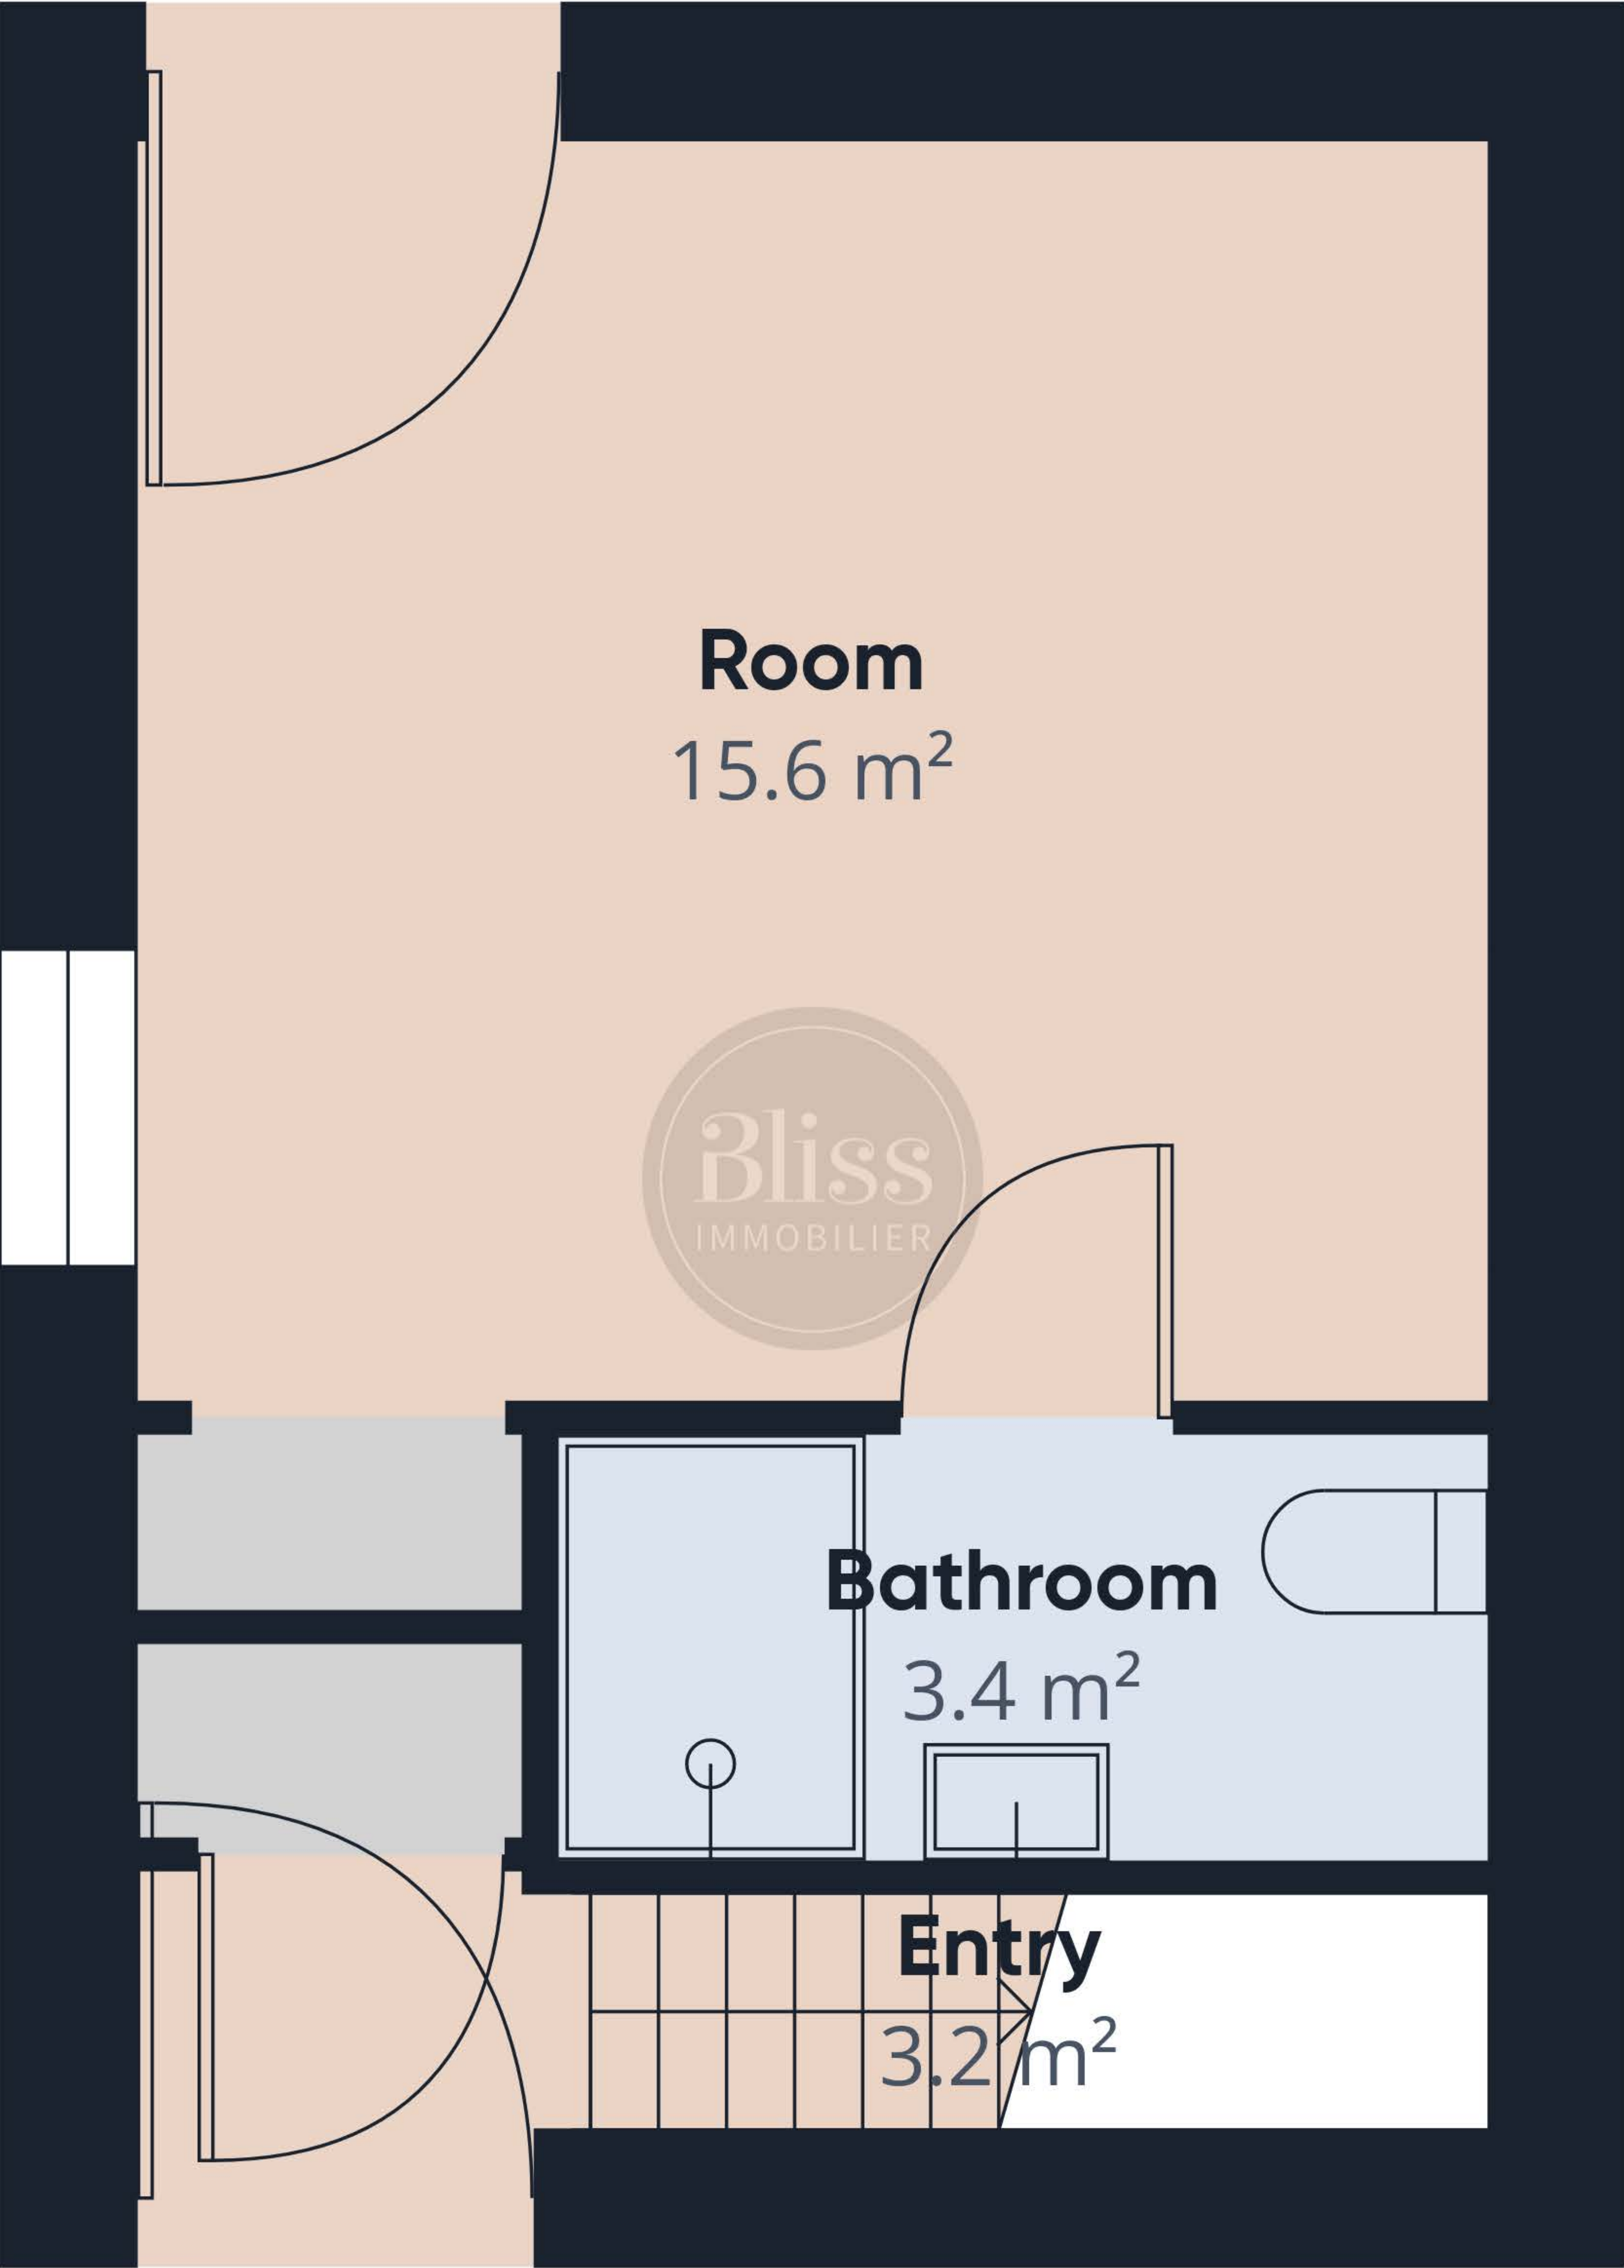 Room
15.6 m²
Bliss
IMMOBILIER
Bathroom
3.4 m²
Entry
3.2 m²